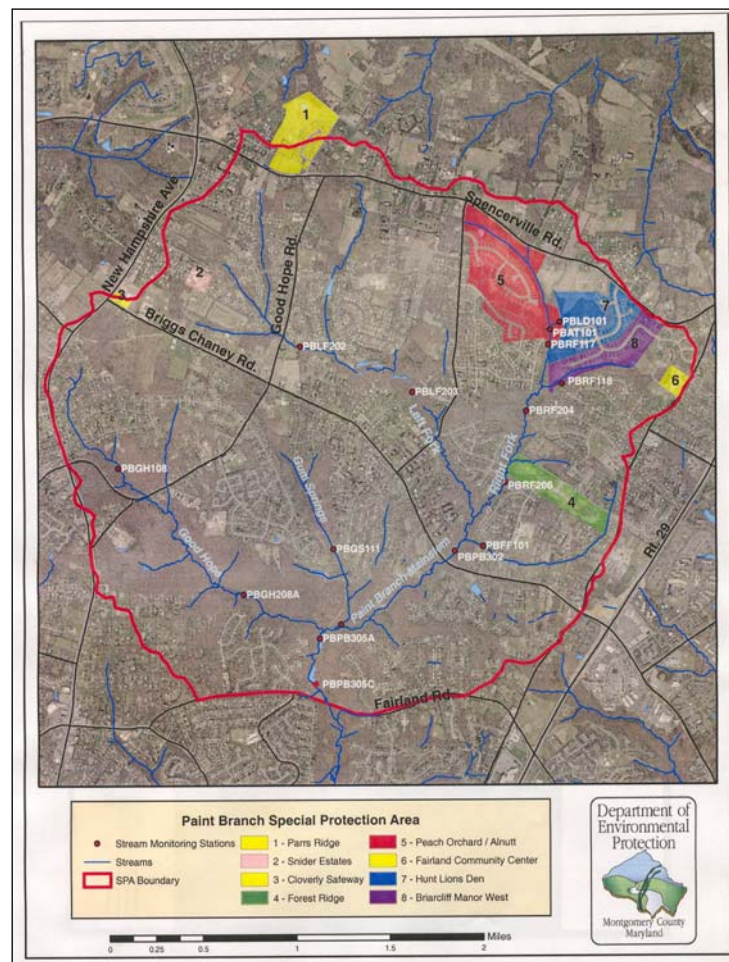 1
Spencerville Rd.
New Hampshire Ave
Good Hope Rd.
2
5
3
7
Briggs Chaney Rd.
PBLD101
PBAT101
PBRF117
8
PBLF202
6
PBRF118
PBLF203
PBRF204
Left Fork
Right Fork
PBGH108
PBRF206
Gum Springs
4
Rt. 29
PBFF101
PBGS111
PBPB302
Good Hope
Paint Branch Mainstem
PBGH208A
PBPB305A
PBPB305C
Fairland Rd.
Paint Branch Special Protection Area
Stream Monitoring Stations
Streams
SPA Boundary
1 - Parrs Ridge
2 - Snider Estates
3 - Cloverly Safeway
4 - Forest Ridge
5 - Peach Orchard / Alnutt
6 - Fairland Community Center
7 - Hunt Lions Den
8 - Briarcliff Manor West
Department of
Environmental
Protection
Montgomery County
Maryland
Miles
0 0.25 0.5 1 1.5 2